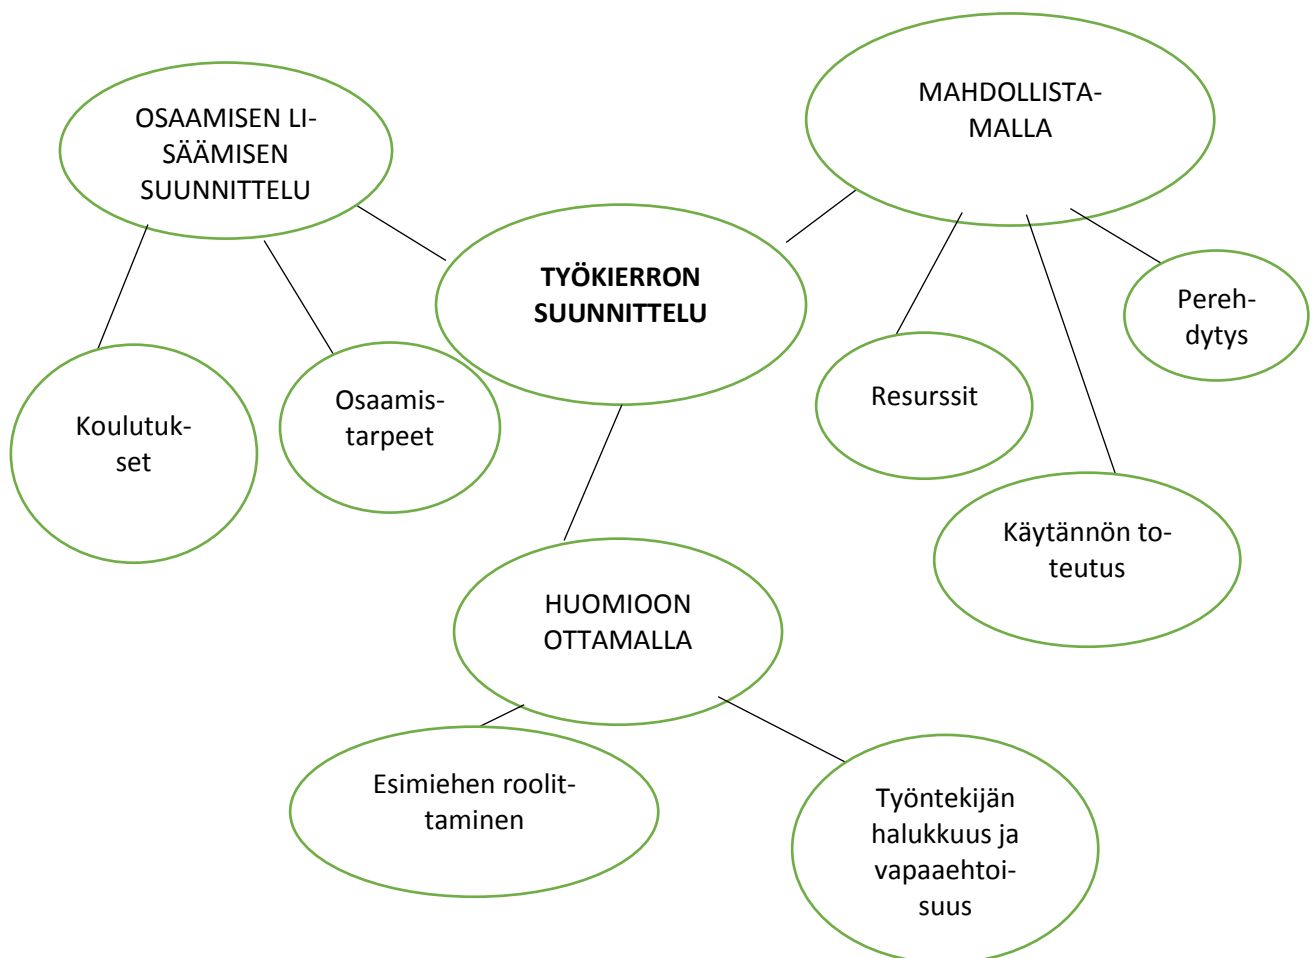 OSAAMISEN LI-
SÄÄMISEN
SUUNNITTELU
MAHDOLLISTA-
MALLA
TYÖKIERRON
SUUNNITTELU
Pereh-
dytys
Koulutuk-
set
Osaamis-
tarpeet
Resurssit
Käytännön to-
teutus
HUOMIOON
OTTAMALLA
Esimiehen roolit-
taminen
Työntekijän
halukkuus ja
vapaaehtoi-
suus